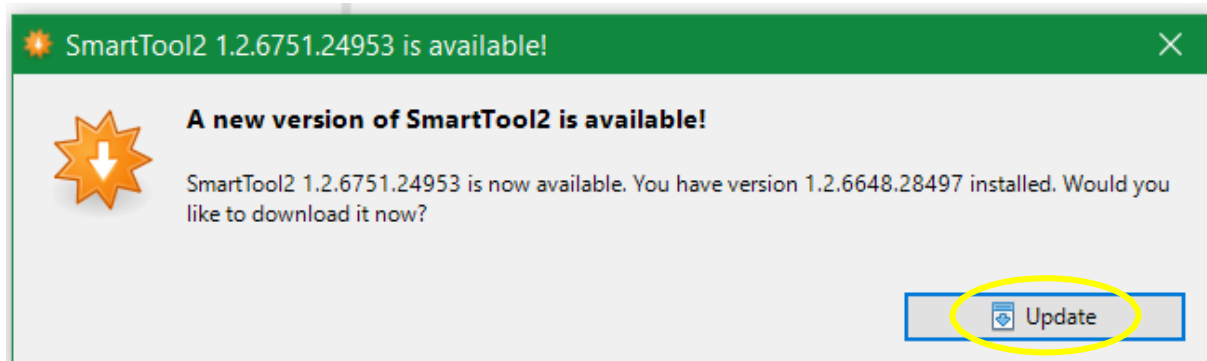 SmartTool2 1.2.6751.24953 is available!
A new version of SmartTool2 is available!
SmartTool2 1.2.6751.24953 is now available. You have version 1.2.6648.28497 installed. Would you
like to download it now?
Update